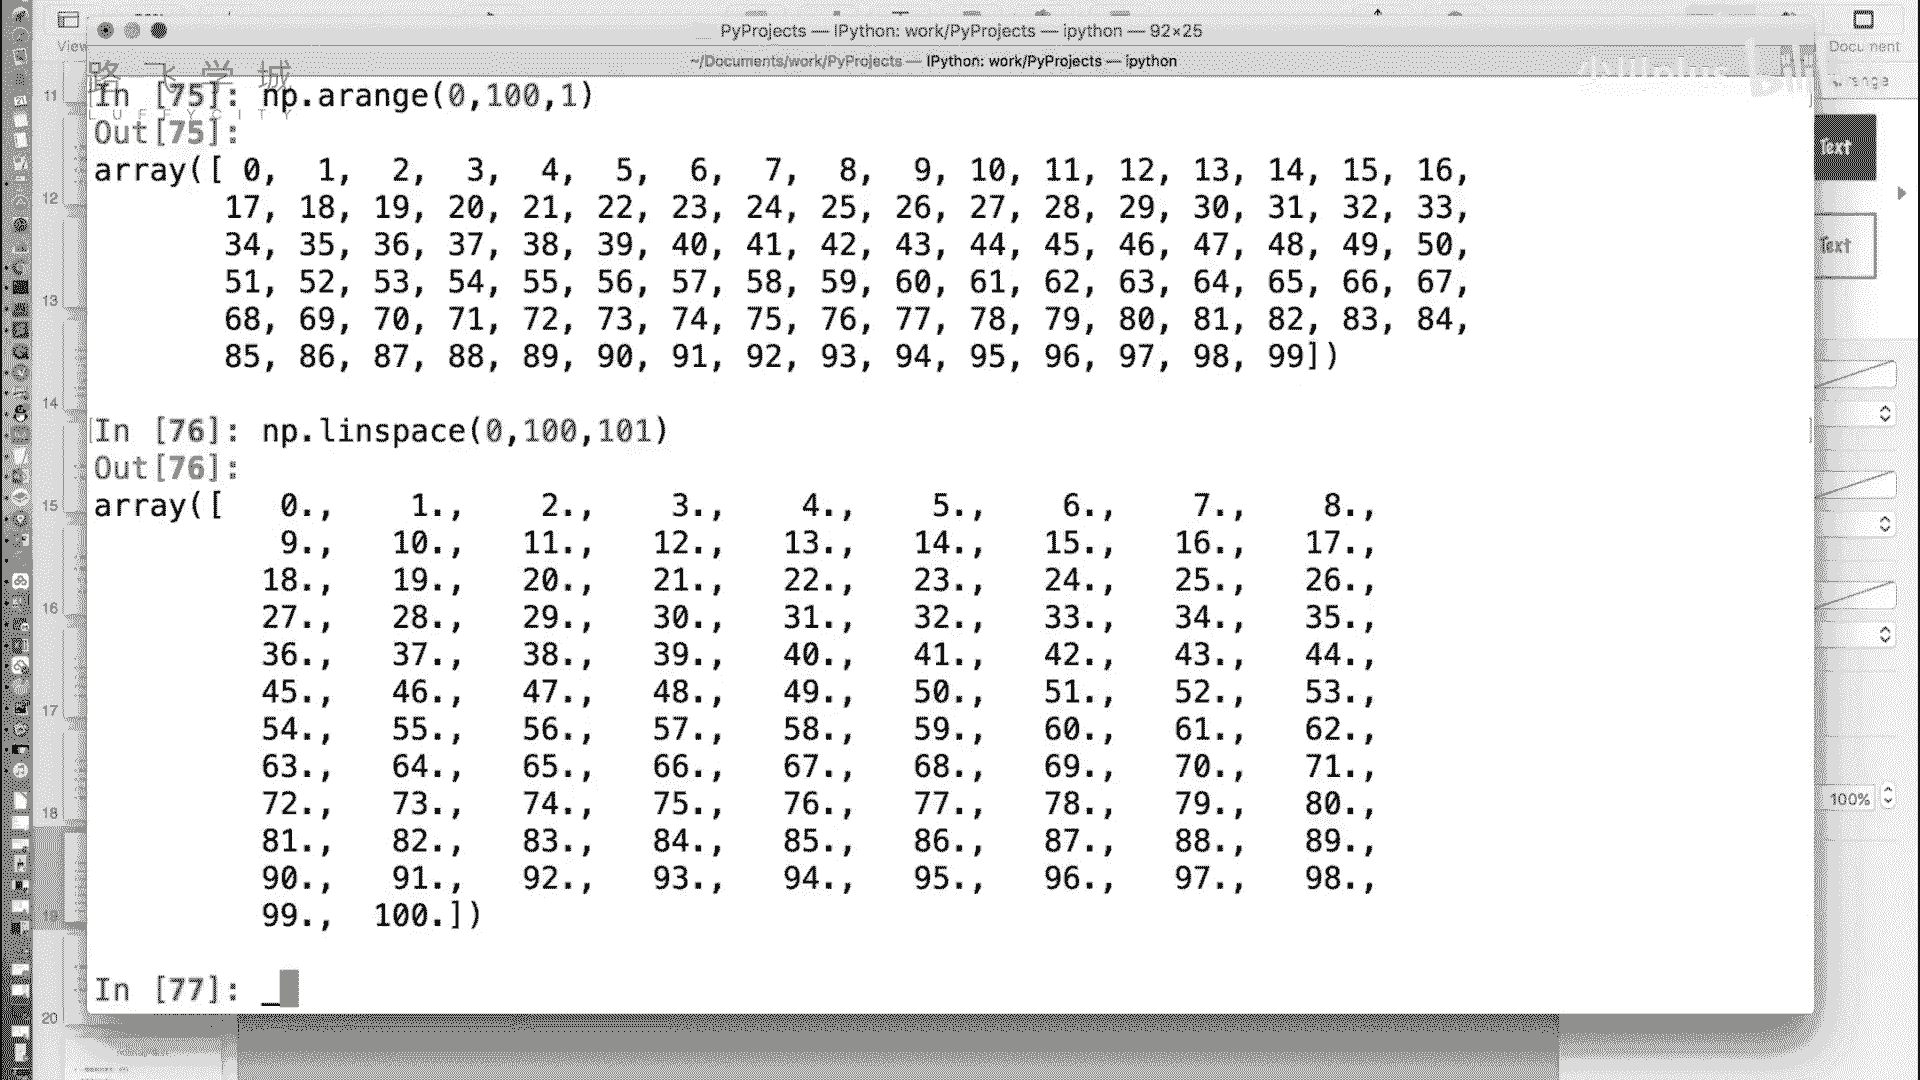 PyProjects — IPython: work/PyProjects — ipython — 92×25
~/Documents/work/PyProjects — IPython: work/PyProjects — ipython
View
Document
路飞学城
LUFFYCITY
In [75]: np.arange(0,100,1)
Out[75]:
array([ 0, 1, 2, 3, 4, 5, 6, 7, 8, 9, 10, 11, 12, 13, 14, 15, 16,
17, 18, 19, 20, 21, 22, 23, 24, 25, 26, 27, 28, 29, 30, 31, 32, 33,
34, 35, 36, 37, 38, 39, 40, 41, 42, 43, 44, 45, 46, 47, 48, 49, 50,
51, 52, 53, 54, 55, 56, 57, 58, 59, 60, 61, 62, 63, 64, 65, 66, 67,
68, 69, 70, 71, 72, 73, 74, 75, 76, 77, 78, 79, 80, 81, 82, 83, 84,
85, 86, 87, 88, 89, 90, 91, 92, 93, 94, 95, 96, 97, 98, 99])
In [76]: np.linspace(0,100,101)
Out[76]:
array([ 0., 1., 2., 3., 4., 5., 6., 7., 8.,
9., 10., 11., 12., 13., 14., 15., 16., 17.,
18., 19., 20., 21., 22., 23., 24., 25., 26.,
27., 28., 29., 30., 31., 32., 33., 34., 35.,
36., 37., 38., 39., 40., 41., 42., 43., 44.,
45., 46., 47., 48., 49., 50., 51., 52., 53.,
54., 55., 56., 57., 58., 59., 60., 61., 62.,
63., 64., 65., 66., 67., 68., 69., 70., 71.,
72., 73., 74., 75., 76., 77., 78., 79., 80.,
81., 82., 83., 84., 85., 86., 87., 88., 89.,
90., 91., 92., 93., 94., 95., 96., 97., 98.,
99., 100.])
In [77]: _
11
12
13
14
15
16
17
18
19
20
Text
Text
100%